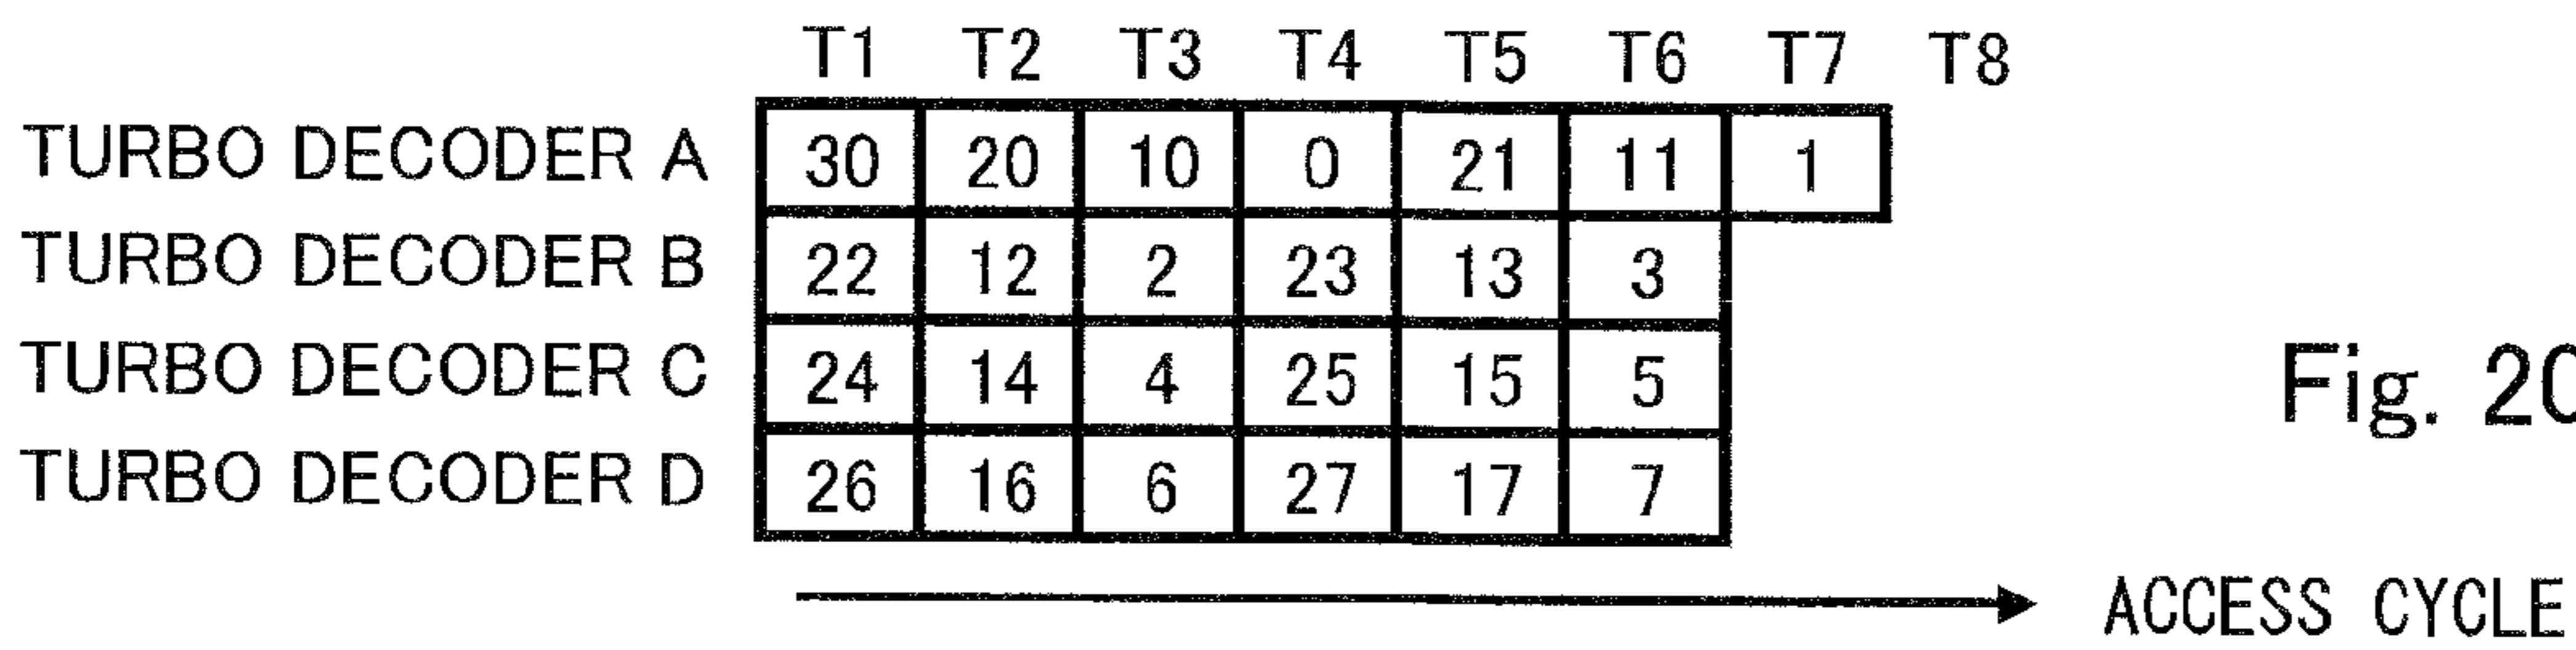 T1 T2 T3 T4 T5 T6 T7 T8
TURBO DECODER A 30 20 10 0 21 11 1
TURBO DECODER B 22 12 2 23 13 3
TURBO DECODER C 24 14 4 25 15 5
TURBO DECODER D 26 16 6 27 17 7
Fig.
ACCESS CYCLE